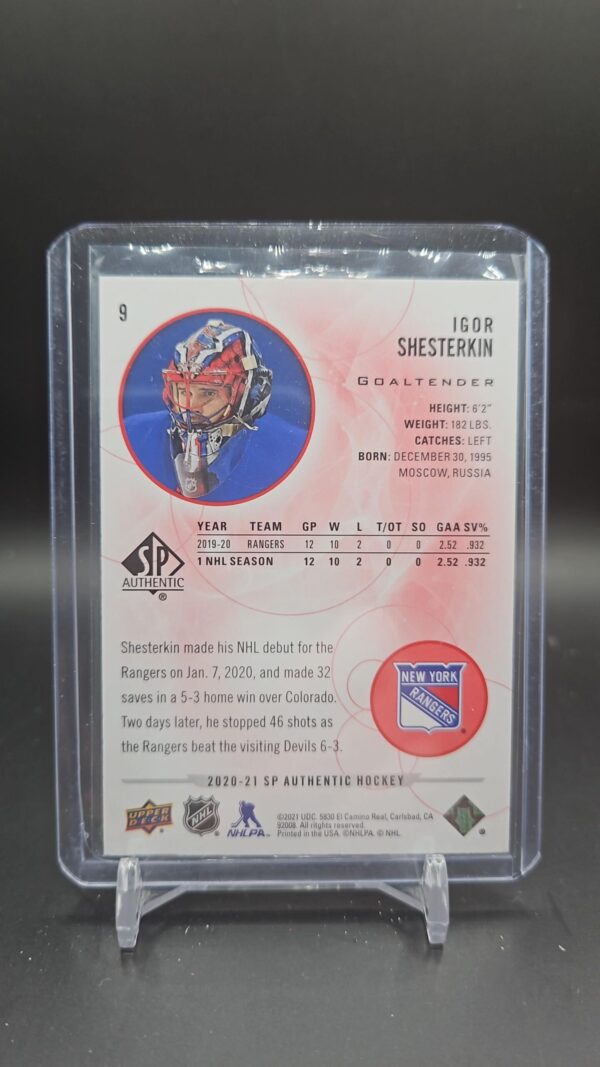 9
IGOR
SHESTERKIN
GOALTENDER
HEIGHT: 6'2"
WEIGHT: 182 LBS.
CATCHES: LEFT
BORN: DECEMBER 30, 1995
MOSCOW, RUSSIA
YEAR TEAM GP W L T/OT SO GAA SV%
2019-20 RANGERS 12 10 2 0 0 2.52 .932
1 NHL SEASON 12 10 2 0 0 2.52 .932
SP
AUTHENTIC
®
Shesterkin made his NHL debut for the
Rangers on Jan. 7, 2020, and made 32
saves in a 5-3 home win over Colorado.
Two days later, he stopped 46 shots as
the Rangers beat the visiting Devils 6-3.
NEW YORK
RANGERS
2020-21 SP AUTHENTIC HOCKEY
UPPER
DECK
NHL
NHLPA
©2021 UDC. 5830 El Camino Real, Carlsbad, CA
92008. All rights reserved.
Printed in the USA. ©NHLPA. © NHL.